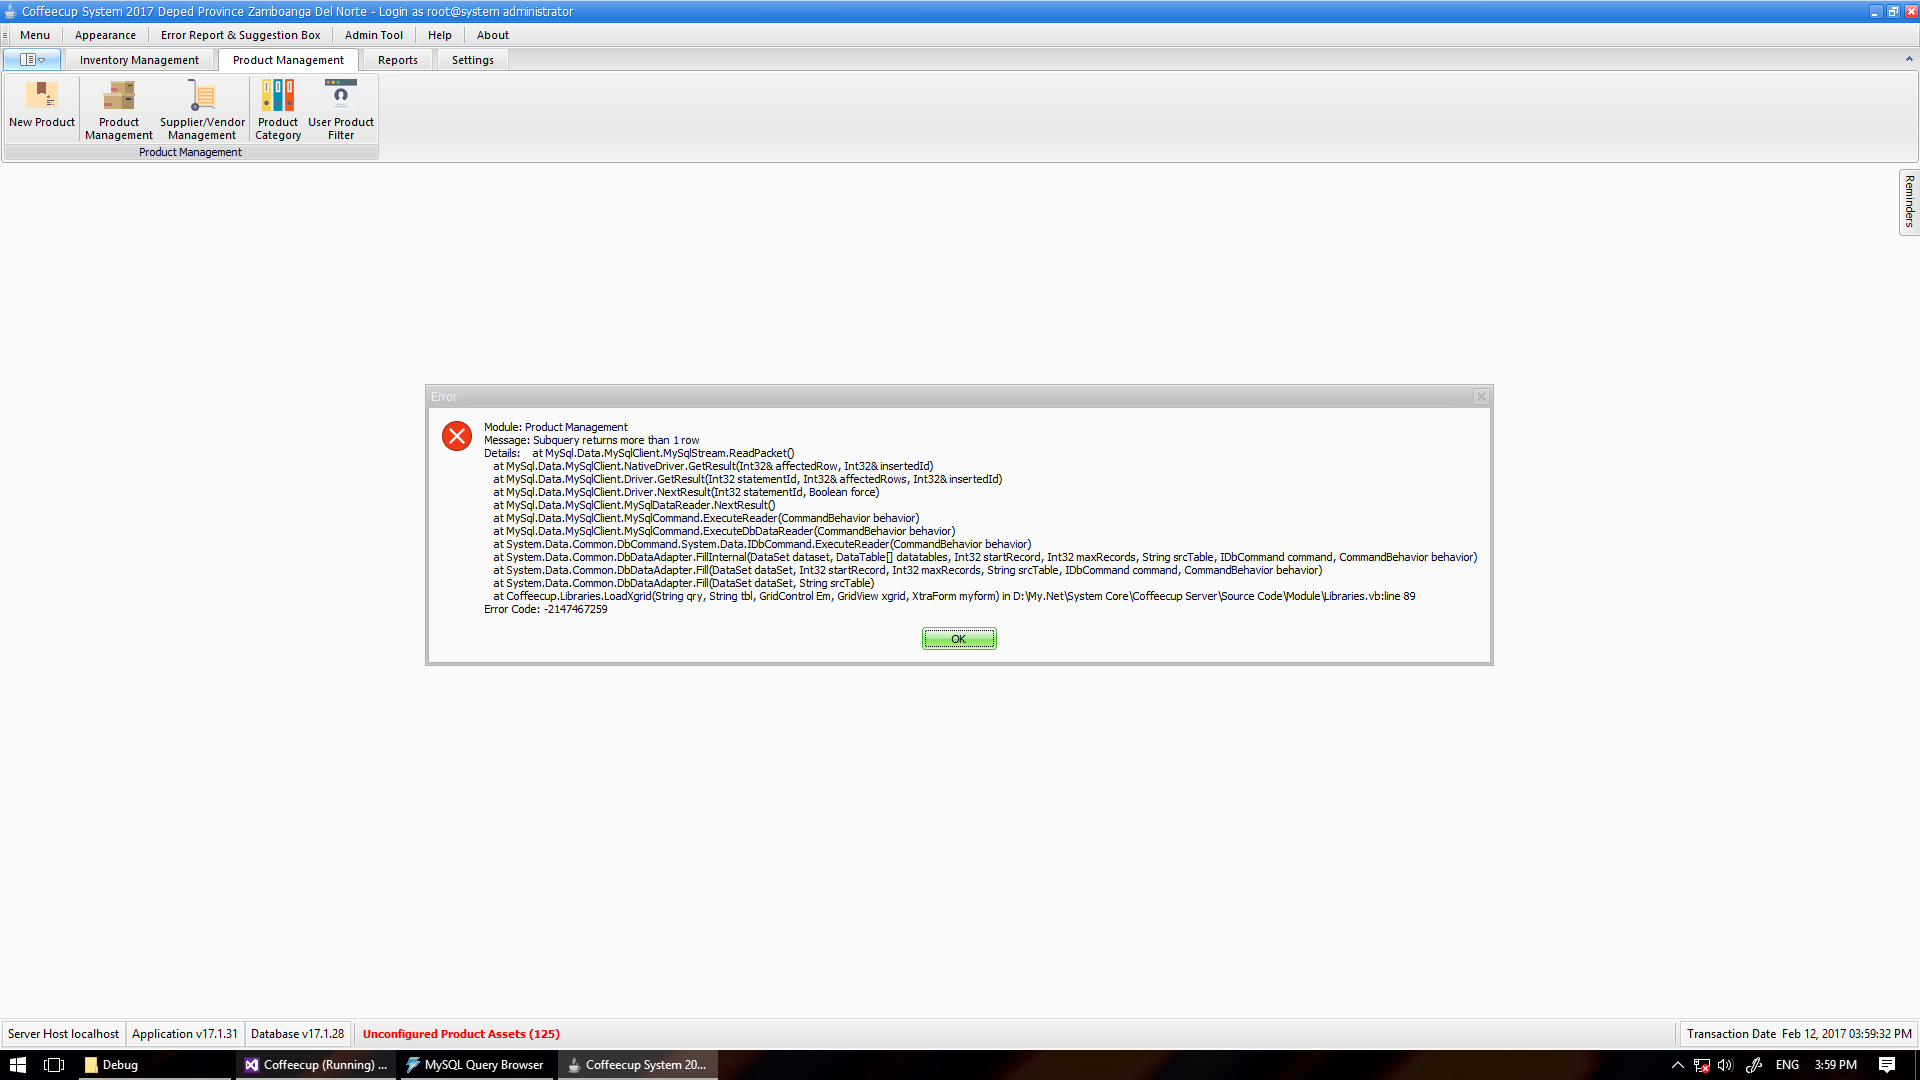 Coffeecup System 2017 Deped Province Zamboanga Del Norte - Login as root@system administrator
Menu Appearance Error Report & Suggestion Box Admin Tool Help About
Inventory Management Product Management Reports Settings
New Product
Product
Management
Supplier/Vendor
Management
Product
Category
User Product
Filter
Product Management
Reminders
Error
Module: Product Management
Message: Subquery returns more than 1 row
Details:    at MySql.Data.MySqlClient.MySqlStream.ReadPacket()
at MySql.Data.MySqlClient.NativeDriver.GetResult(Int32& affectedRow, Int32& insertedId)
at MySql.Data.MySqlClient.Driver.GetResult(Int32 statementId, Int32& affectedRows, Int32& insertedId)
at MySql.Data.MySqlClient.Driver.NextResult(Int32 statementId, Boolean force)
at MySql.Data.MySqlClient.MySqlDataReader.NextResult()
at MySql.Data.MySqlClient.MySqlCommand.ExecuteReader(CommandBehavior behavior)
at MySql.Data.MySqlClient.MySqlCommand.ExecuteDbDataReader(CommandBehavior behavior)
at System.Data.Common.DbCommand.System.Data.IDbCommand.ExecuteReader(CommandBehavior behavior)
at System.Data.Common.DbDataAdapter.FillInternal(DataSet dataset, DataTable[] datatables, Int32 startRecord, Int32 maxRecords, String srcTable, IDbCommand command, CommandBehavior behavior)
at System.Data.Common.DbDataAdapter.Fill(DataSet dataSet, Int32 startRecord, Int32 maxRecords, String srcTable, IDbCommand command, CommandBehavior behavior)
at System.Data.Common.DbDataAdapter.Fill(DataSet dataSet, String srcTable)
at Coffeecup.Libraries.LoadXgrid(String qry, String tbl, GridControl Em, GridView xgrid, XtraForm myform) in D:\My.Net\System Core\Coffeecup Server\Source Code\Module\Libraries.vb:line 89
Error Code: -2147467259
OK
Server Host localhost Application v17.1.31 Database v17.1.28 Unconfigured Product Assets (125) Transaction Date Feb 12, 2017 03:59:32 PM
Debug Coffeecup (Running) ... MySQL Query Browser Coffeecup System 20... ENG 3:59 PM